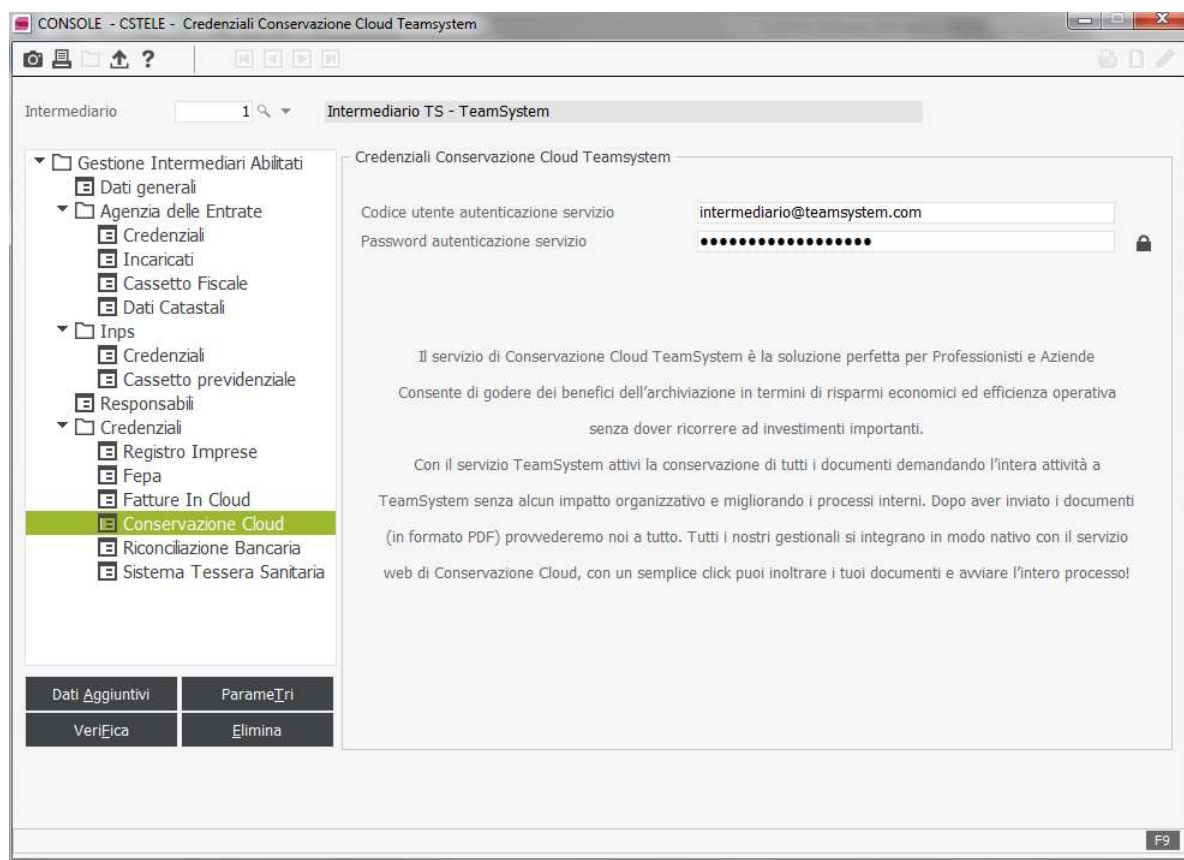 CONSOLE - CSTELE - Credenziali Conservazione Cloud Teamsystem
?
Intermediario 1 Intermediario TS - TeamSystem
Gestione Intermediari Abilitati
Dati generali
Agenzia delle Entrate
Credenziali
Incaricati
Cassetto Fiscale
Dati Catastali
Inps
Credenziali
Cassetto previdenziale
Responsabili
Credenziali
Registro Imprese
Fepa
Fatture In Cloud
Conservazione Cloud
Riconciliazione Bancaria
Sistema Tessera Sanitaria
Dati Aggiuntivi ParameTri
VeriFica Elimina
Credenziali Conservazione Cloud Teamsystem
Codice utente autenticazione servizio intermediario@teamsystem.com
Password autenticazione servizio ••••••••••••••••••
Il servizio di Conservazione Cloud TeamSystem è la soluzione perfetta per Professionisti e Aziende
Consente di godere dei benefici dell'archiviazione in termini di risparmi economici ed efficienza operativa
senza dover ricorrere ad investimenti importanti.
Con il servizio TeamSystem attivi la conservazione di tutti i documenti demandando l'intera attività a
TeamSystem senza alcun impatto organizzativo e migliorando i processi interni. Dopo aver inviato i documenti
(in formato PDF) provvederemo noi a tutto. Tutti i nostri gestionali si integrano in modo nativo con il servizio
web di Conservazione Cloud, con un semplice click puoi inoltrare i tuoi documenti e avviare l'intero processo!
F9